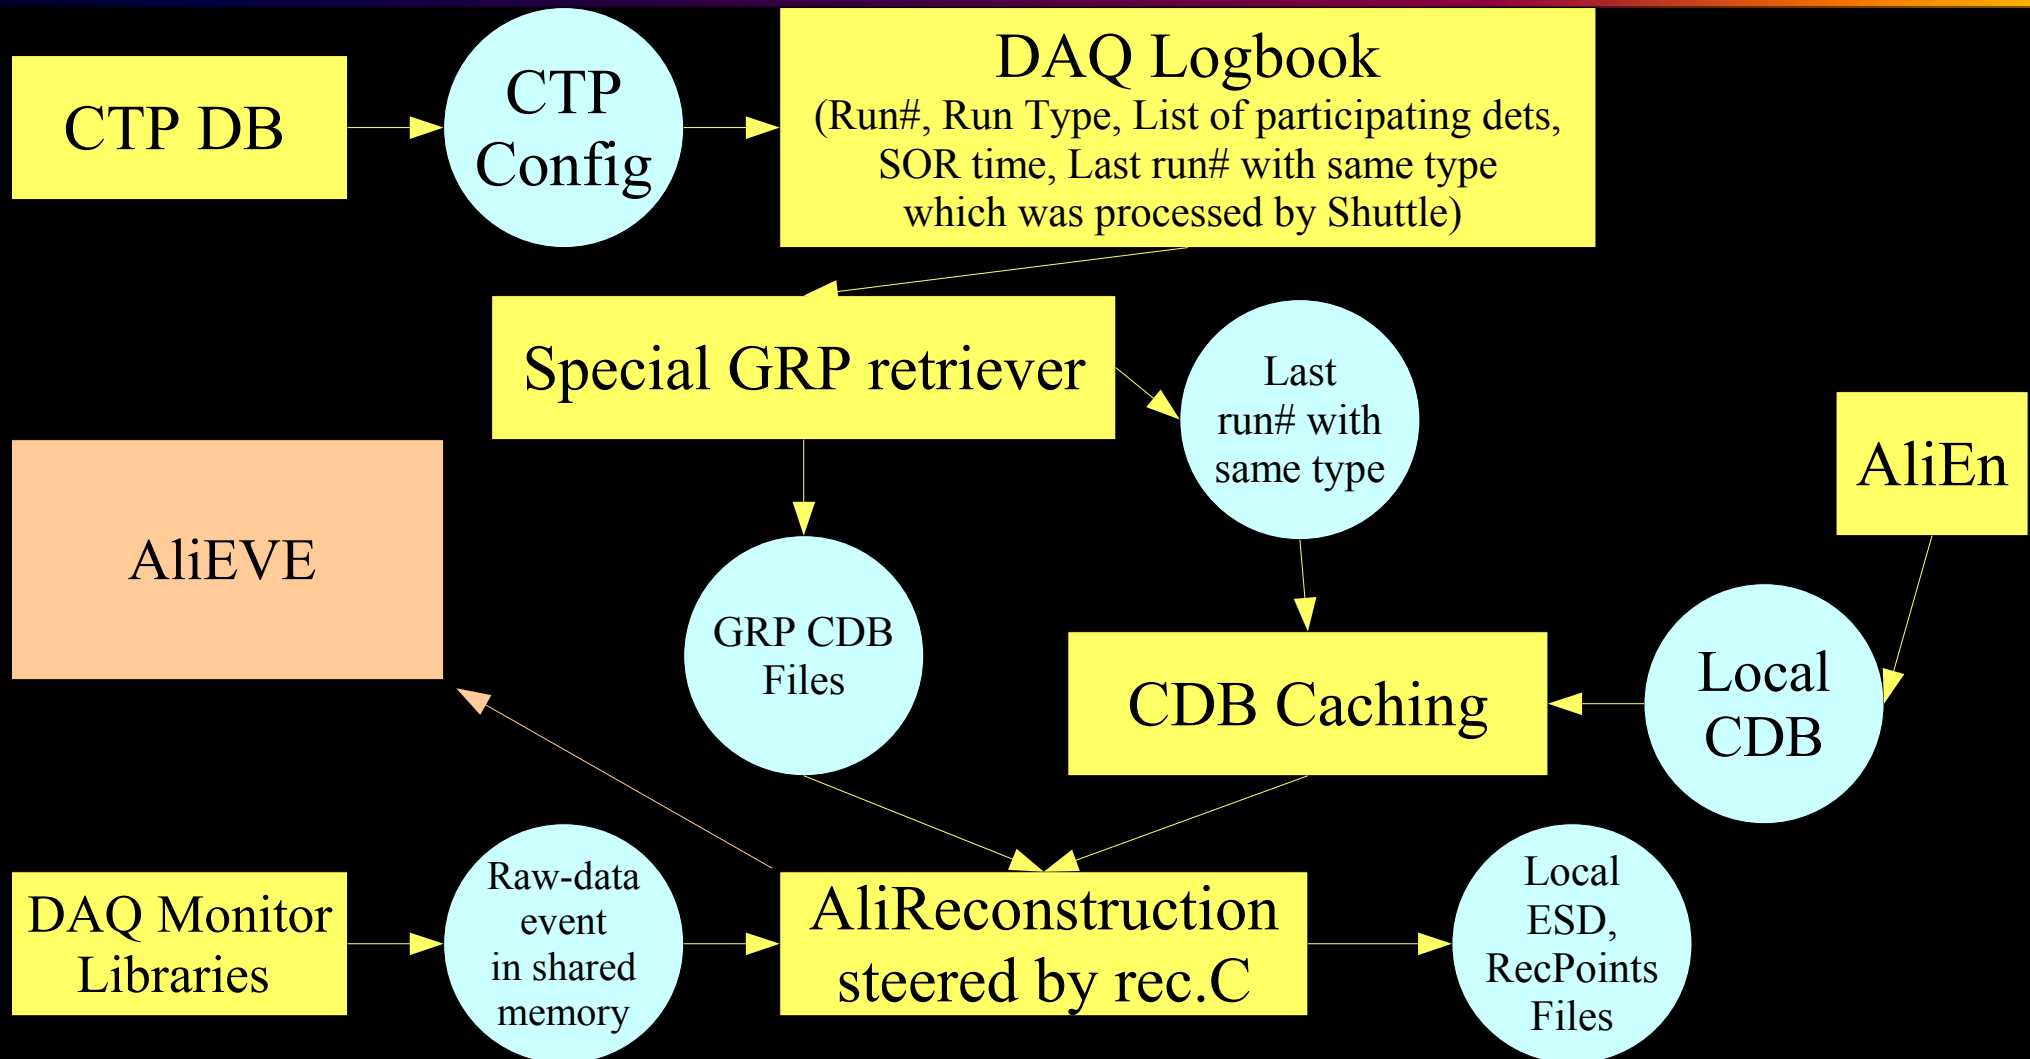 CTP DB
CTP
Config
DAQ Logbook
(Run#, Run Type, List of participating dets,
SOR time, Last run# with same type
which was processed by Shuttle)
Special GRP retriever
Last
run# with
same type
AliEn
AliEVE
GRP CDB
Files
CDB Caching
Local
CDB
DAQ Monitor
Libraries
Raw-data
event
in shared
memory
AliReconstruction
steered by rec.C
Local
ESD,
RecPoints
Files